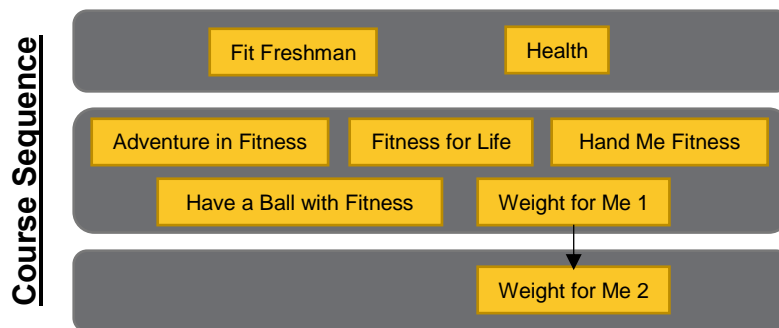 Course Sequence
Fit Freshman
Health
Adventure in Fitness
Fitness for Life
Hand Me Fitness
Have a Ball with Fitness
Weight for Me 1
Weight for Me 2